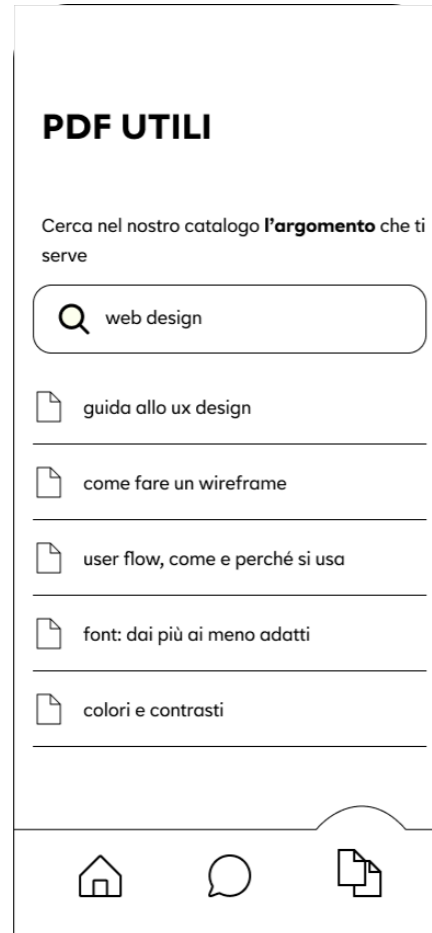 PDF UTILI
Cerca nel nostro catalogo l'argomento che ti
serve
web design
guida allo ux design
come fare un wireframe
user flow, come e perché si usa
font: dai più ai meno adatti
colori e contrasti